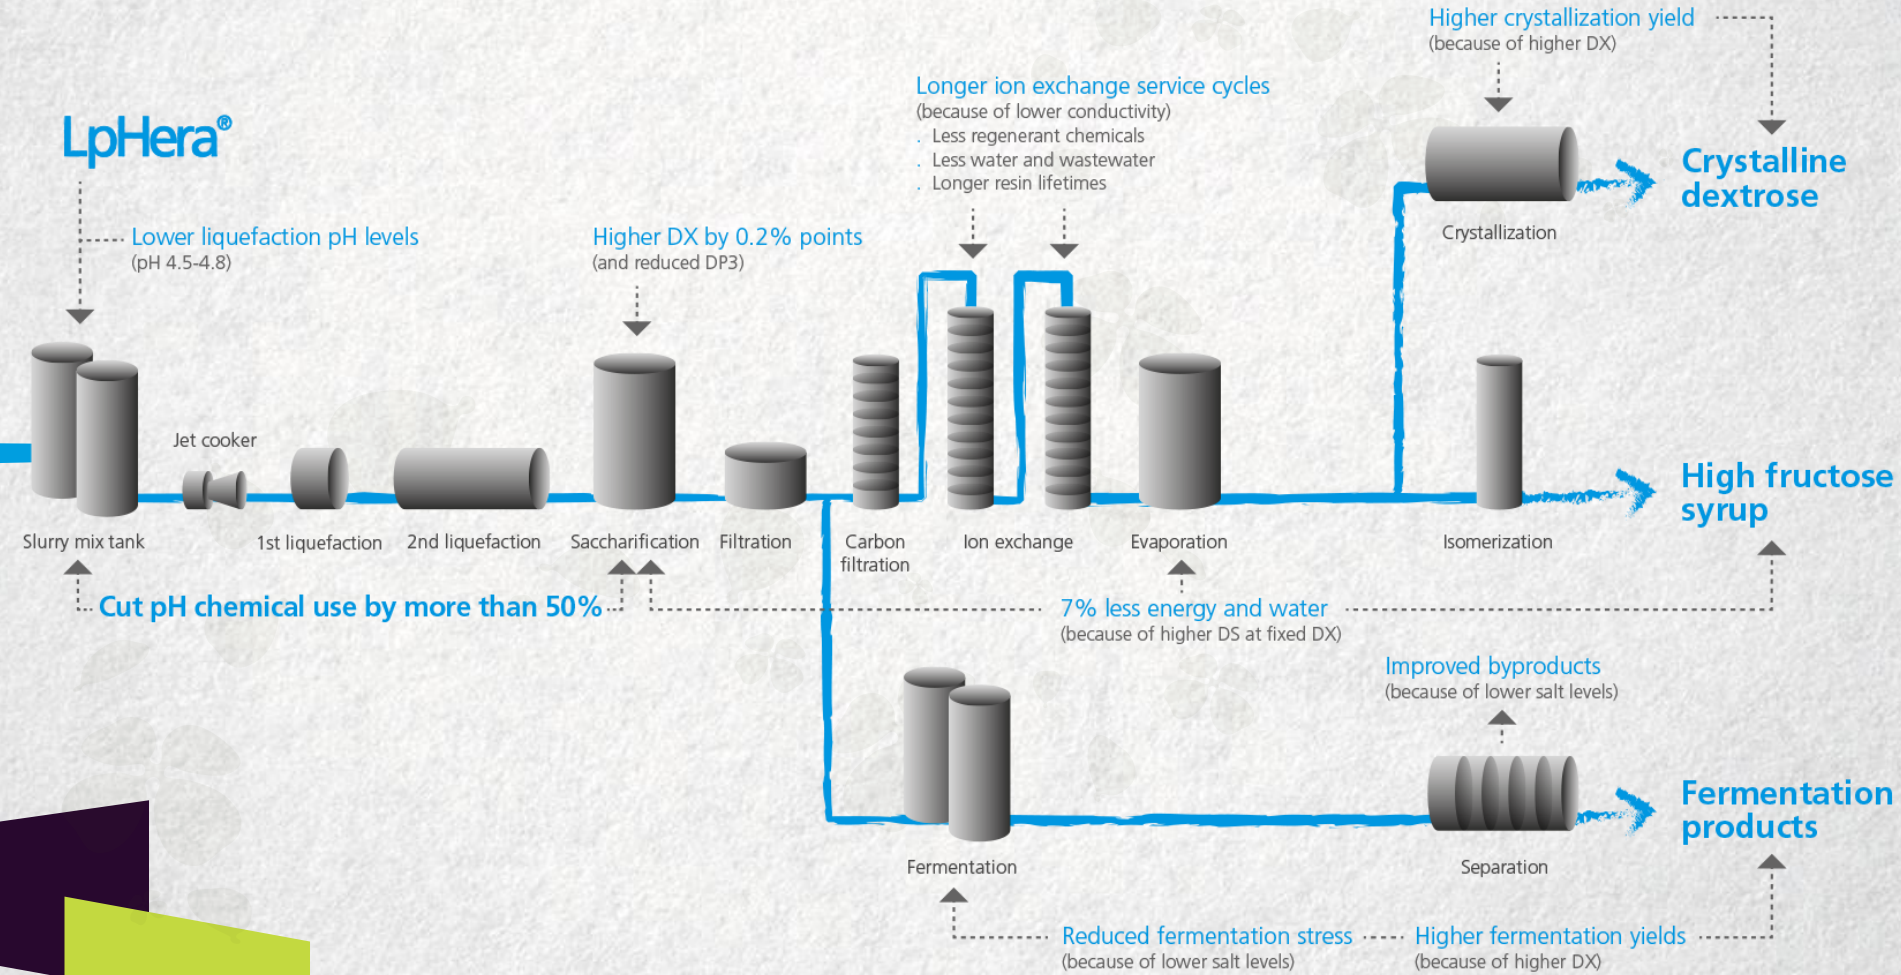 Higher crystallization yield
(because of higher DX)
Longer ion exchange service cycles
(because of lower conductivity)
. Less regenerant chemicals
. Less water and wastewater
. Longer resin lifetimes
LpHera®
Crystalline
dextrose
Lower liquefaction pH levels
(pH 4.5-4.8)
Higher DX by 0.2% points
(and reduced DP3)
Crystallization
Jet cooker
High fructose
syrup
Slurry mix tank
1st liquefaction
2nd liquefaction
Saccharification
Filtration
Carbon
filtration
Ion exchange
Evaporation
Isomerization
Cut pH chemical use by more than 50%
7% less energy and water
(because of higher DS at fixed DX)
Improved byproducts
(because of lower salt levels)
Fermentation
products
Fermentation
Separation
Reduced fermentation stress
(because of lower salt levels)
Higher fermentation yields
(because of higher DX)